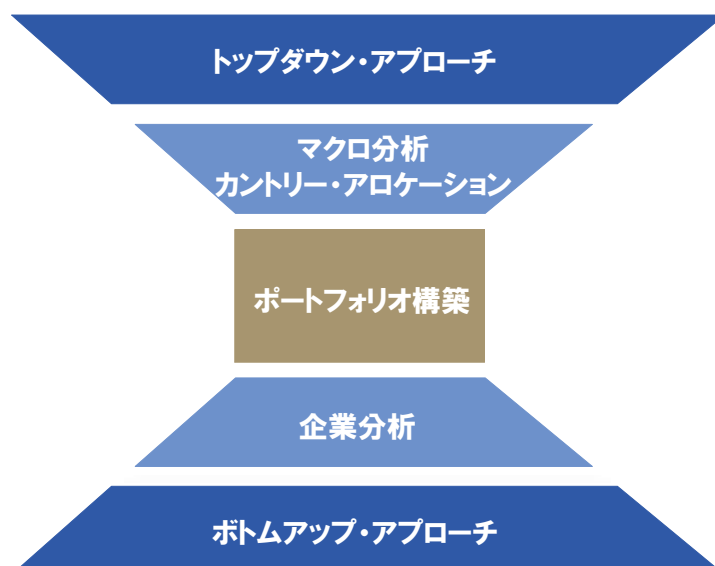 トップダウン・アプローチ
マクロ分析
カントリー・アロケーション
ポートフォリオ構築
企業分析
ボトムアップ・アプローチ